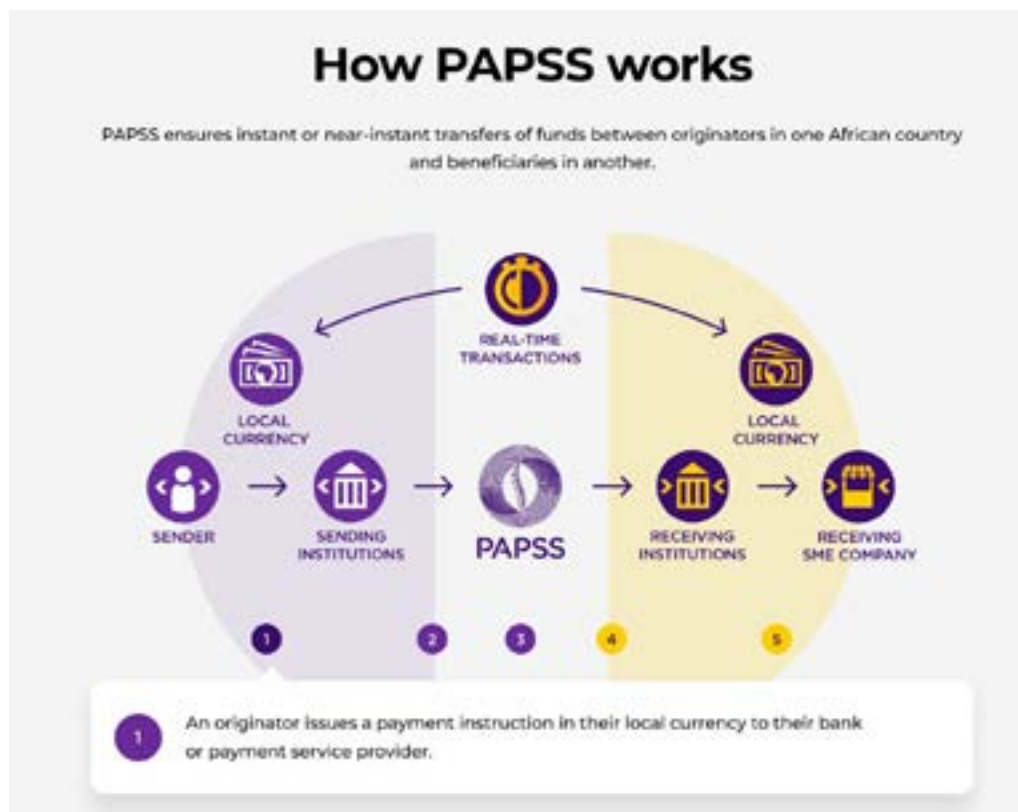 How PAPSS works
PAPSS ensures instant or near-instant transfers of funds between originators in one African country
and beneficiaries in another.
REAL-TIME
TRANSACTIONS
LOCAL
CURRENCY
LOCAL
CURRENCY
SENDER
SENDING
INSTITUTIONS
PAPSS
RECEIVING
INSTITUTIONS
RECEIVING
SME COMPANY
1
2
3
4
5
1
An originator issues a payment instruction in their local currency to their bank
or payment service provider.